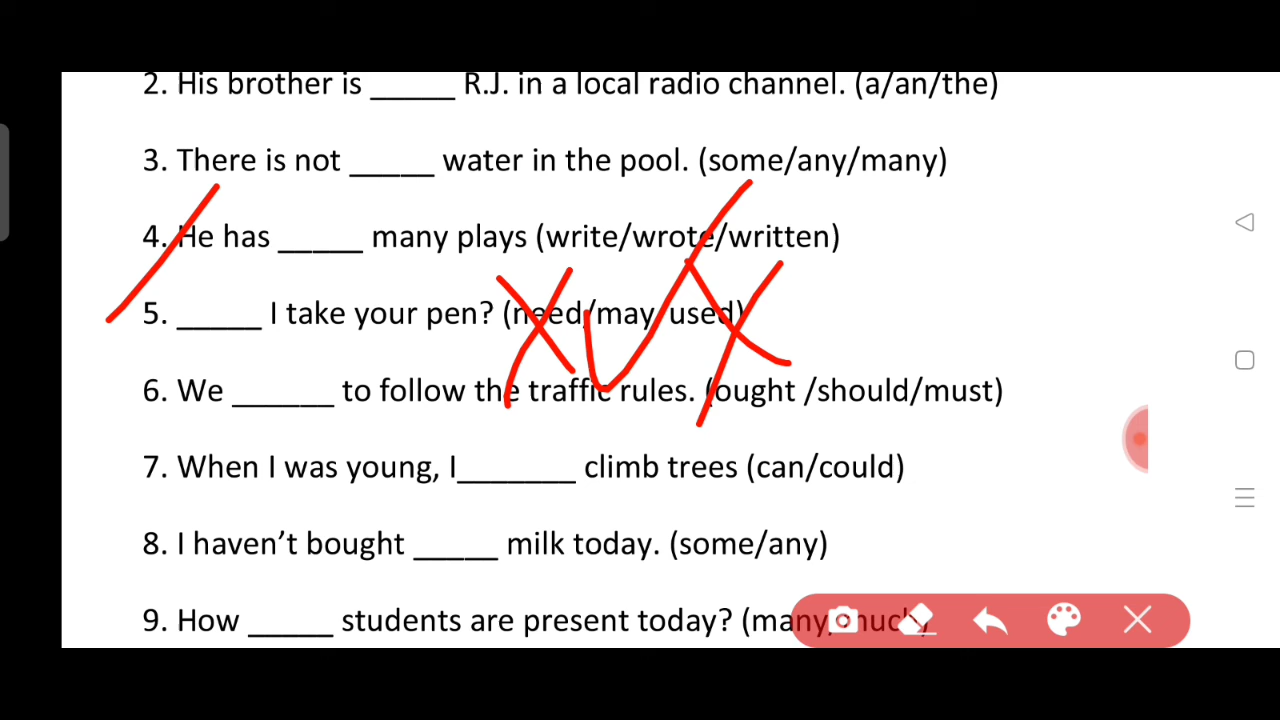 2. His brother is _____ R.J. in a local radio channel. (a/an/the)
3. There is not _____ water in the pool. (some/any/many)
4. He has _____ many plays (write/wrote/written)
5. _____ I take your pen? (need/may/used)
6. We ______ to follow the traffic rules. (ought /should/must)
7. When I was young, I_______ climb trees (can/could)
8. I haven’t bought _____ milk today. (some/any)
9. How _____ students are present today? (many/much)